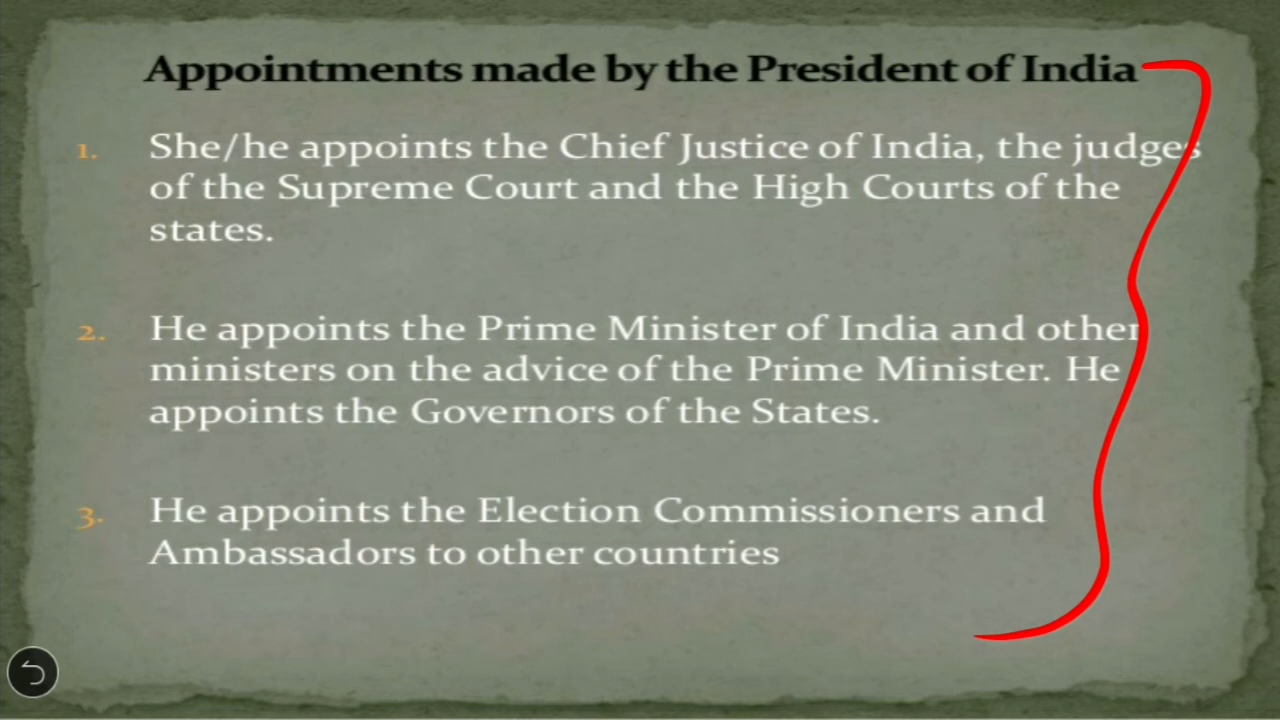 Appointments made by the President of India
1. She/he appoints the Chief Justice of India, the judges
of the Supreme Court and the High Courts of the
states.
2. He appoints the Prime Minister of India and other
ministers on the advice of the Prime Minister. He
appoints the Governors of the States.
3. He appoints the Election Commissioners and
Ambassadors to other countries